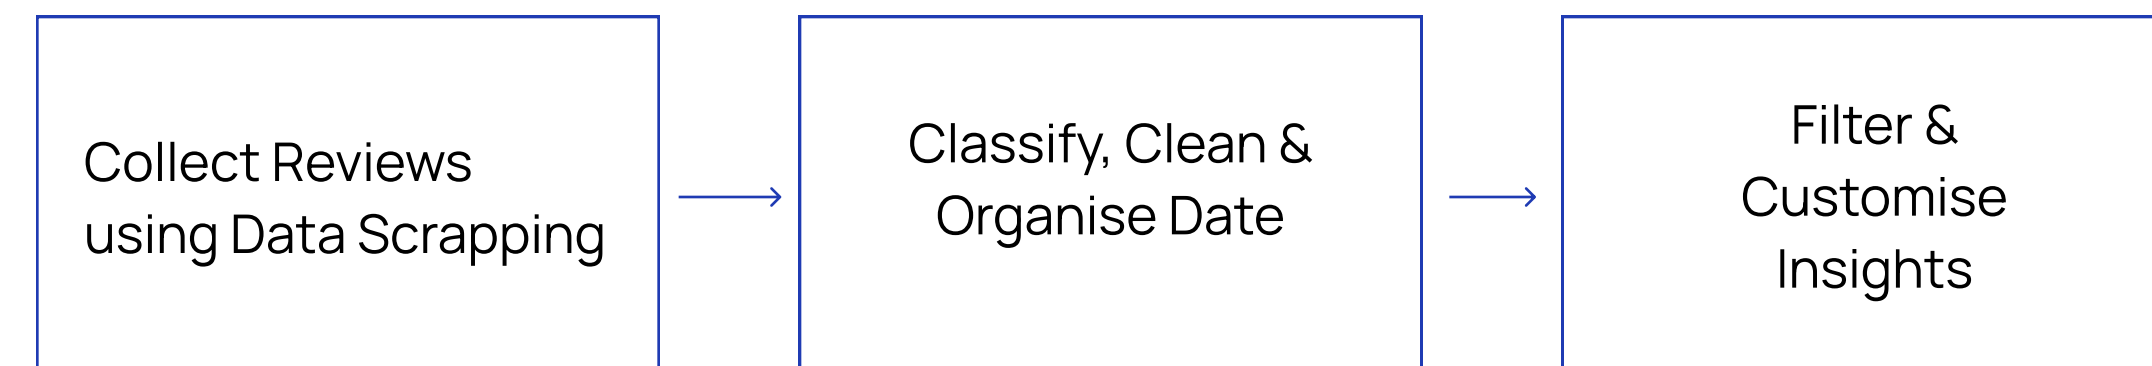 Collect Reviews
using Data Scrapping
Classify, Clean &
Organise Date
Filter &
Customise
Insights